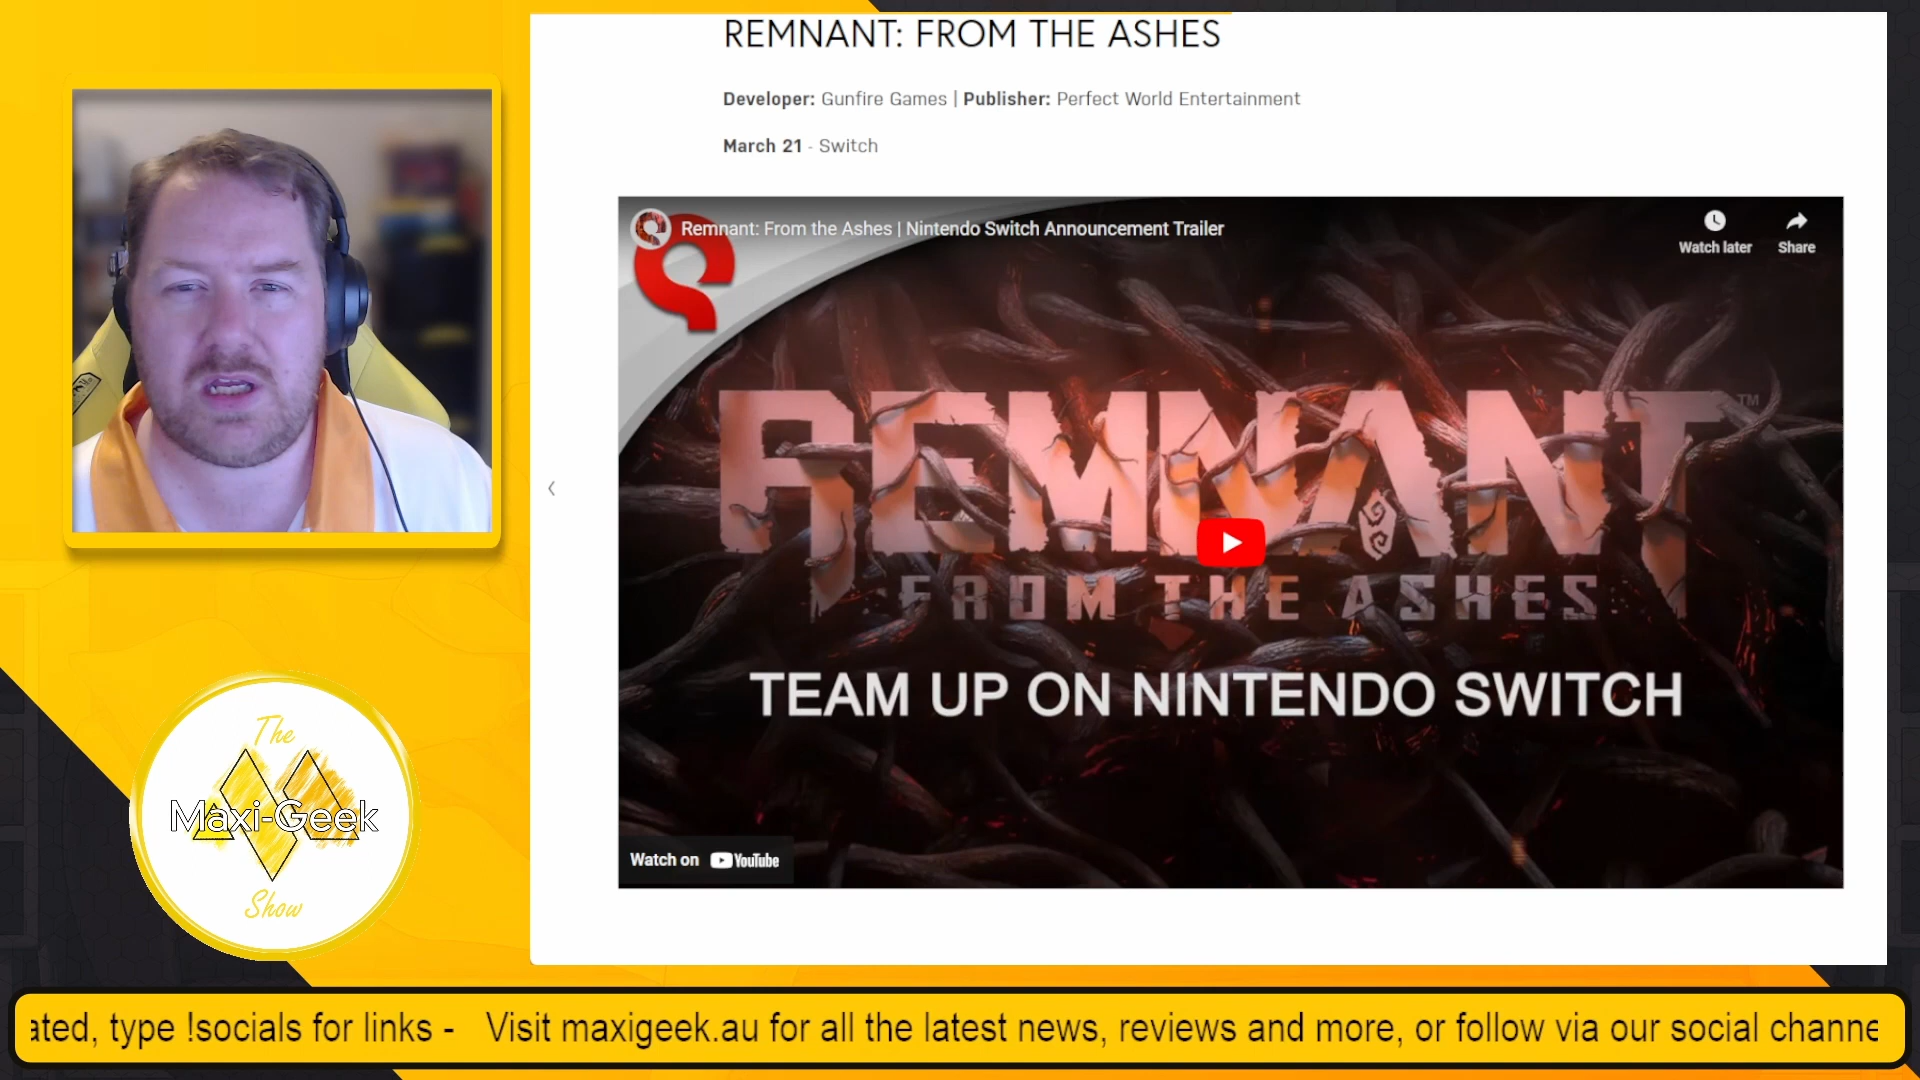 REMNANT: FROM THE ASHES
Developer: Gunfire Games | Publisher: Perfect World Entertainment
March 21 - Switch
Remnant: From the Ashes | Nintendo Switch Announcement Trailer
Watch later
Share
REMNANT™
FROM THE ASHES
TEAM UP ON NINTENDO SWITCH
Watch on YouTube
The
Maxi-Geek
Show
ated, type !socials for links - Visit maxigeek.au for all the latest news, reviews and more, or follow via our social channe